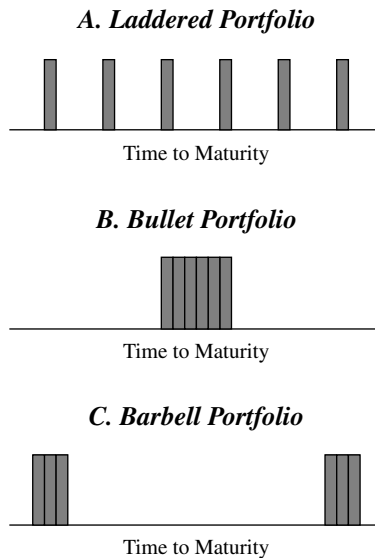 A. Laddered Portfolio
Time to Maturity
B. Bullet Portfolio
Time to Maturity
C. Barbell Portfolio
Time to Maturity